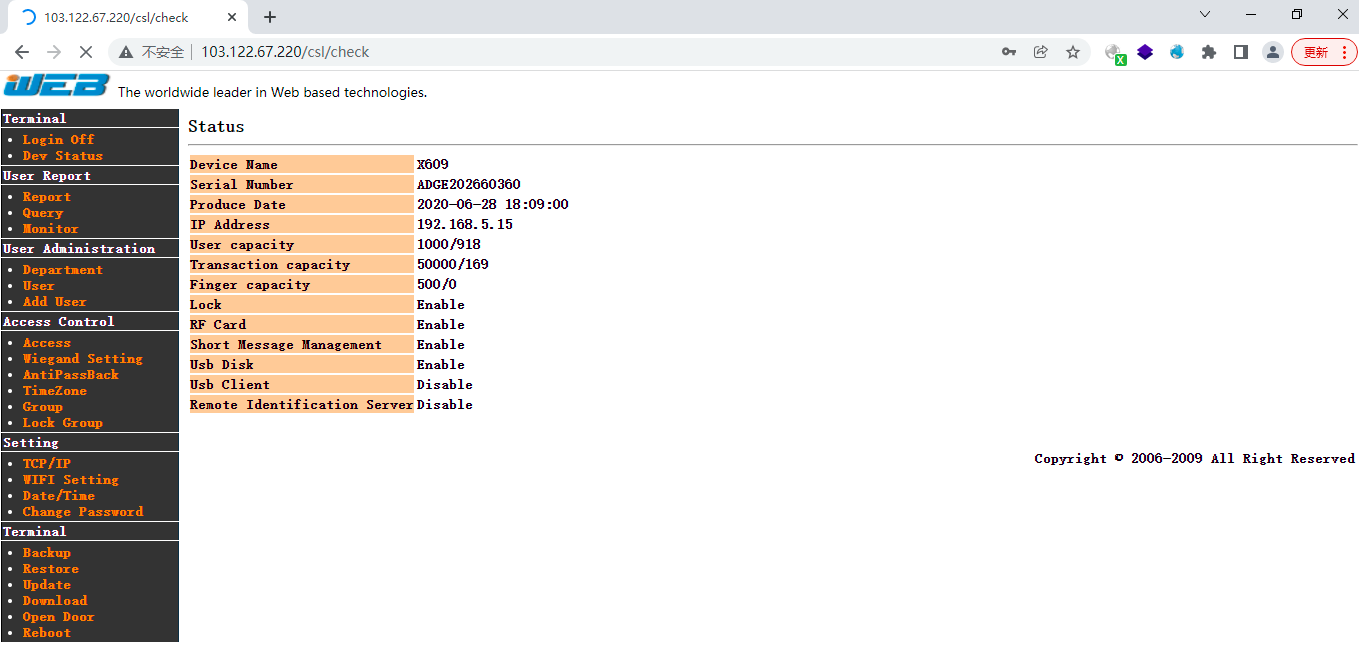 103.122.67.220/csl/check
不安全 103.122.67.220/csl/check
X
更新
iWEB The worldwide leader in Web based technologies.
Terminal
Login Off
Dev Status
User Report
Report
Query
Monitor
User Administration
Department
User
Add User
Access Control
Access
Wiegand Setting
AntiPassBack
TimeZone
Group
Lock Group
Setting
TCP/IP
WIFI Setting
Date/Time
Change Password
Terminal
Backup
Restore
Update
Download
Open Door
Reboot
Status
Device Name X609
Serial Number ADGE202660360
Produce Date 2020-06-28 18:09:00
IP Address 192.168.5.15
User capacity 1000/918
Transaction capacity 50000/169
Finger capacity 500/0
Lock Enable
RF Card Enable
Short Message Management Enable
Usb Disk Enable
Usb Client Disable
Remote Identification Server Disable
Copyright © 2006-2009 All Right Reserved